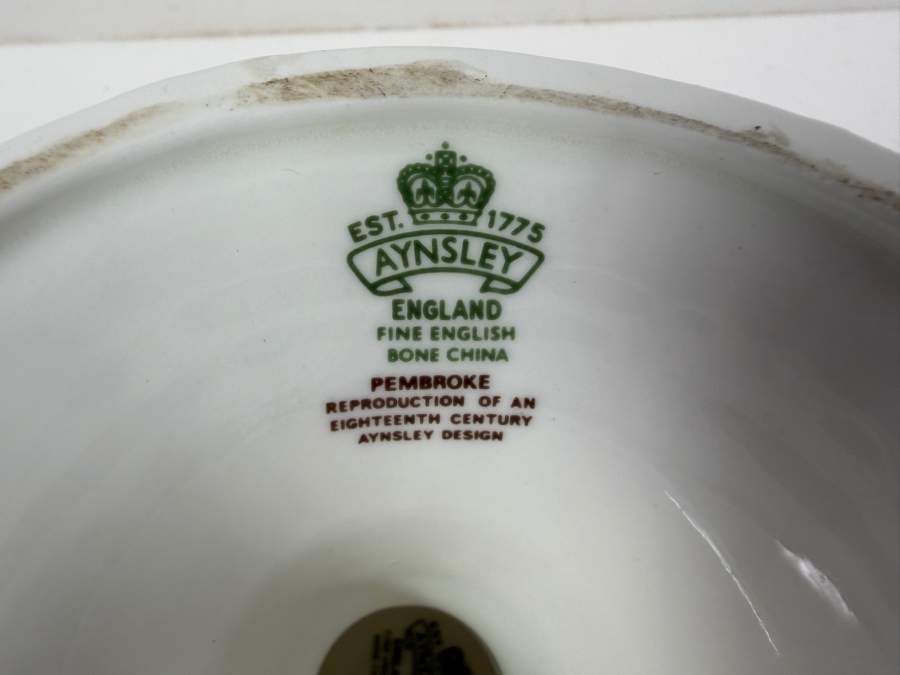 EST. 1775
AYNSLEY
ENGLAND
FINE ENGLISH
BONE CHINA
PEMBROKE
REPRODUCTION OF AN
EIGHTEENTH CENTURY
AYNSLEY DESIGN